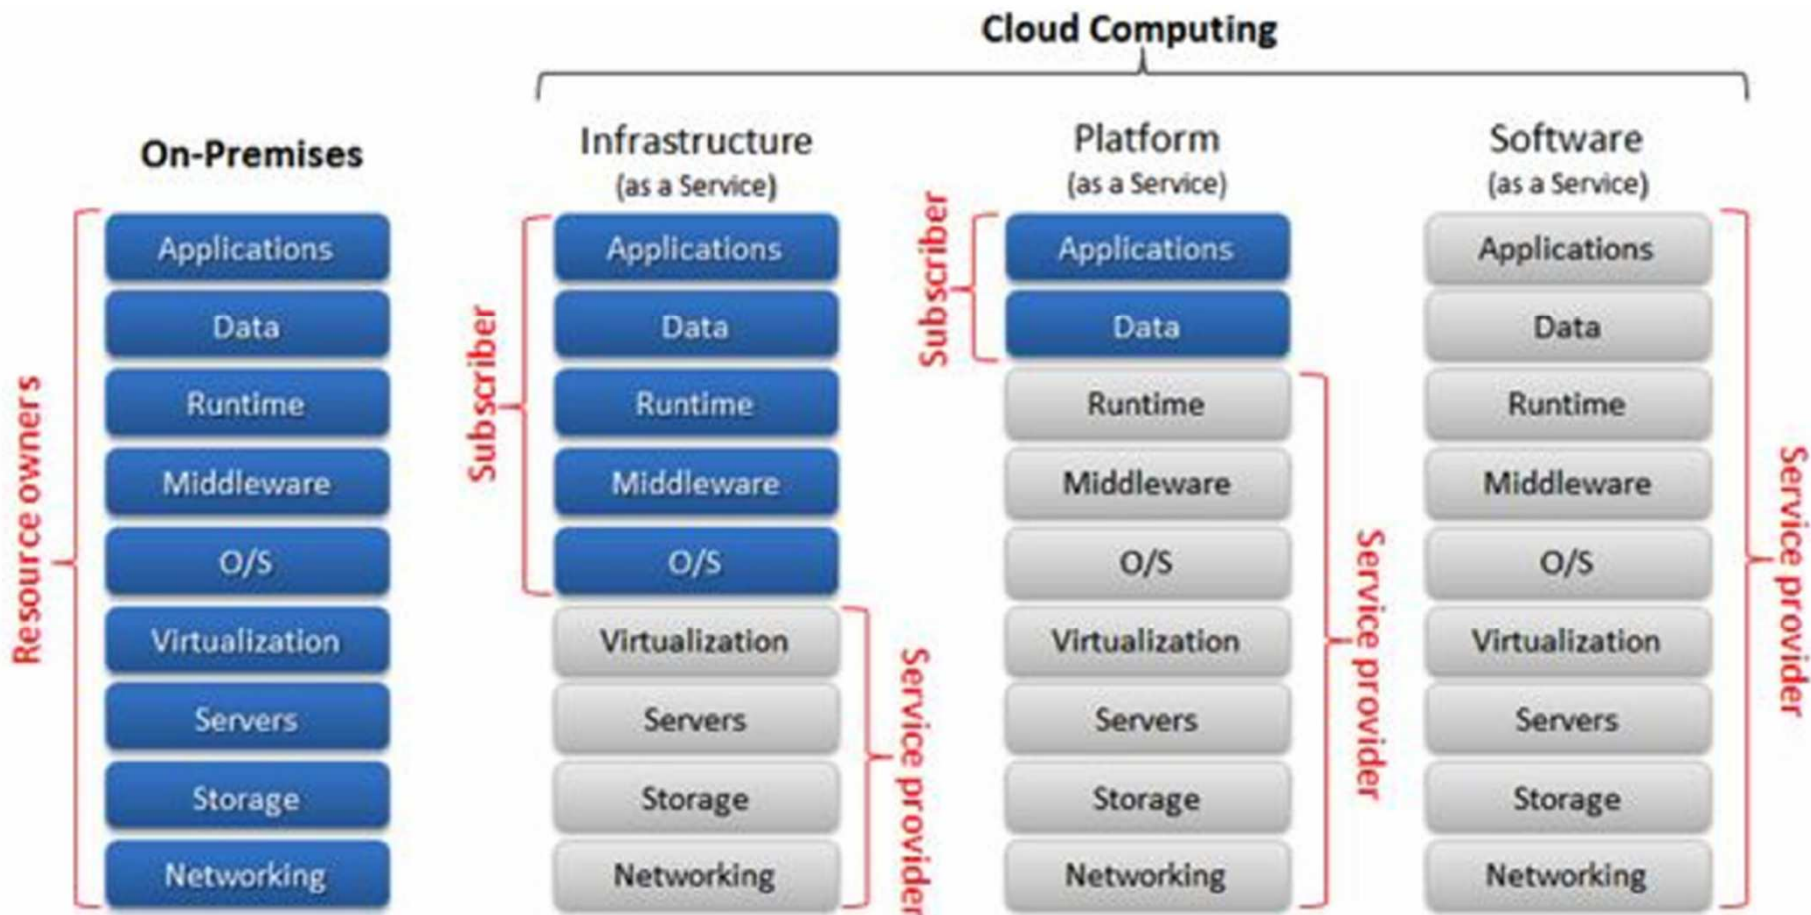 Cloud Computing
On-Premises
Infrastructure
(as a Service)
Platform
(as a Service)
Software
(as a Service)
Resource owners
Applications
Data
Runtime
Middleware
O/S
Virtualization
Servers
Storage
Networking
Subscriber
Applications
Data
Runtime
Middleware
O/S
Virtualization
Servers
Storage
Networking
Service provider
Subscriber
Applications
Data
Runtime
Middleware
O/S
Virtualization
Servers
Storage
Networking
Service provider
Applications
Data
Runtime
Middleware
O/S
Virtualization
Servers
Storage
Networking
Service provider